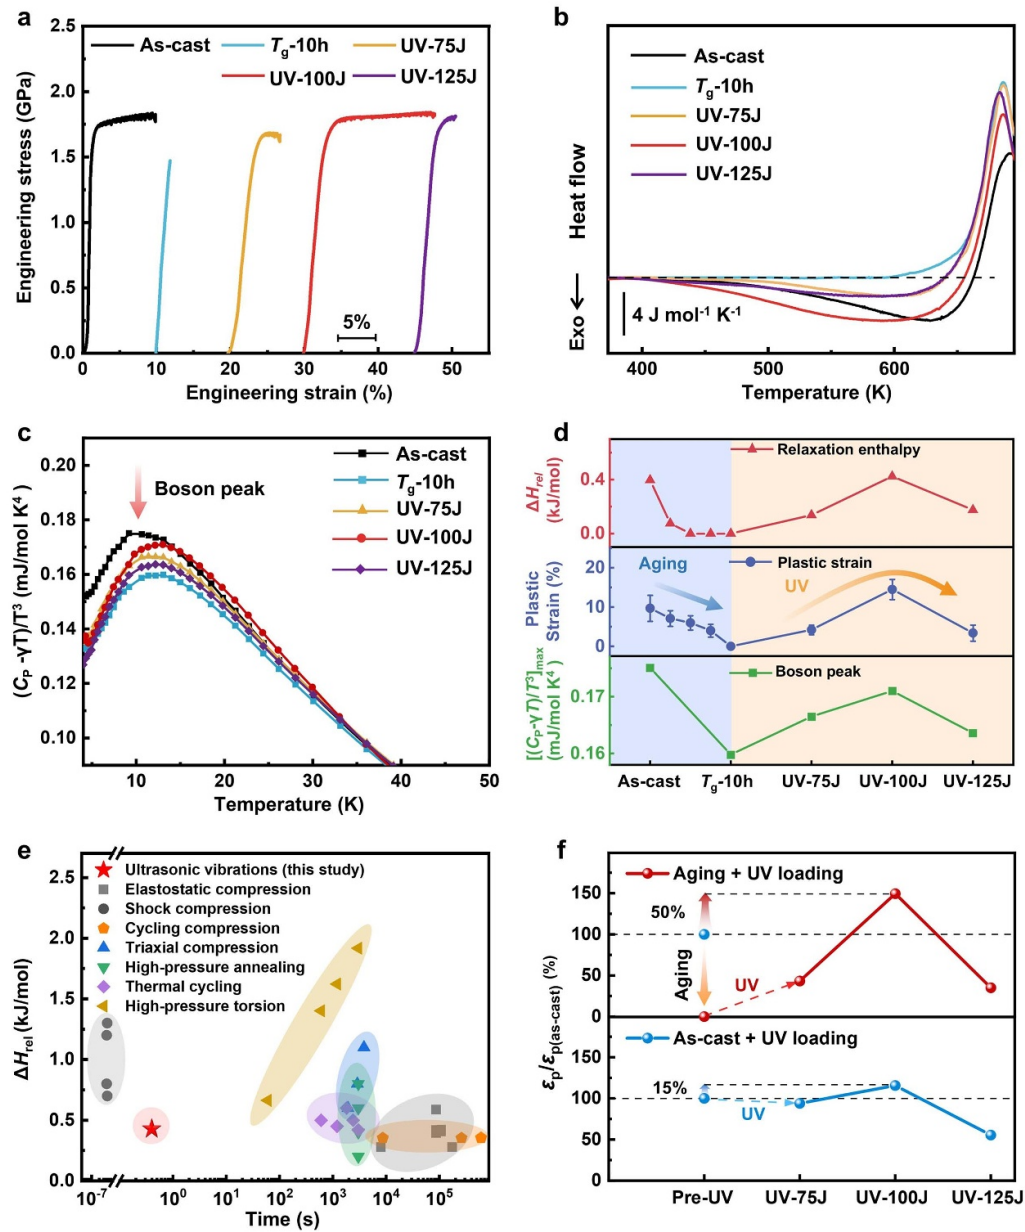 a
2.5
2.0
1.5
1.0
0.5
0.0
Engineering stress (GPa)
As-cast
Tg-10h
UV-75J
UV-100J
UV-125J
5%
0 10 20 30 40 50
Engineering strain (%)
b
As-cast
Tg-10h
UV-75J
UV-100J
UV-125J
Exo ← Heat flow
4 J mol⁻¹ K⁻¹
400 500 600
Temperature (K)
c
0.20
0.18
0.16
0.14
0.12
0.10
(CP -γT)/T³ (mJ/mol K⁴)
Boson peak
As-cast
Tg-10h
UV-75J
UV-100J
UV-125J
10 20 30 40 50
Temperature (K)
d
ΔHrel
(kJ/mol)
0.4
0.0
Relaxation enthalpy
Plastic
Strain (%)
20
10
0
Aging
Plastic strain
UV
[(CP-γT)/T³]max
(mJ/mol K⁴)
0.17
0.16
Boson peak
As-cast Tg-10h UV-75J UV-100J UV-125J
e
2.5
2.0
1.5
1.0
0.5
0.0
ΔHrel (kJ/mol)
Ultrasonic vibrations (this study)
Elastostatic compression
Shock compression
Cycling compression
Triaxial compression
High-pressure annealing
Thermal cycling
High-pressure torsion
10⁻⁷ 10⁰ 10¹ 10² 10³ 10⁴ 10⁵
Time (s)
f
εp/εp(as-cast) (%)
150
100
50
0
Aging + UV loading
50%
Aging
UV
150
100
50
0
As-cast + UV loading
15%
UV
Pre-UV UV-75J UV-100J UV-125J